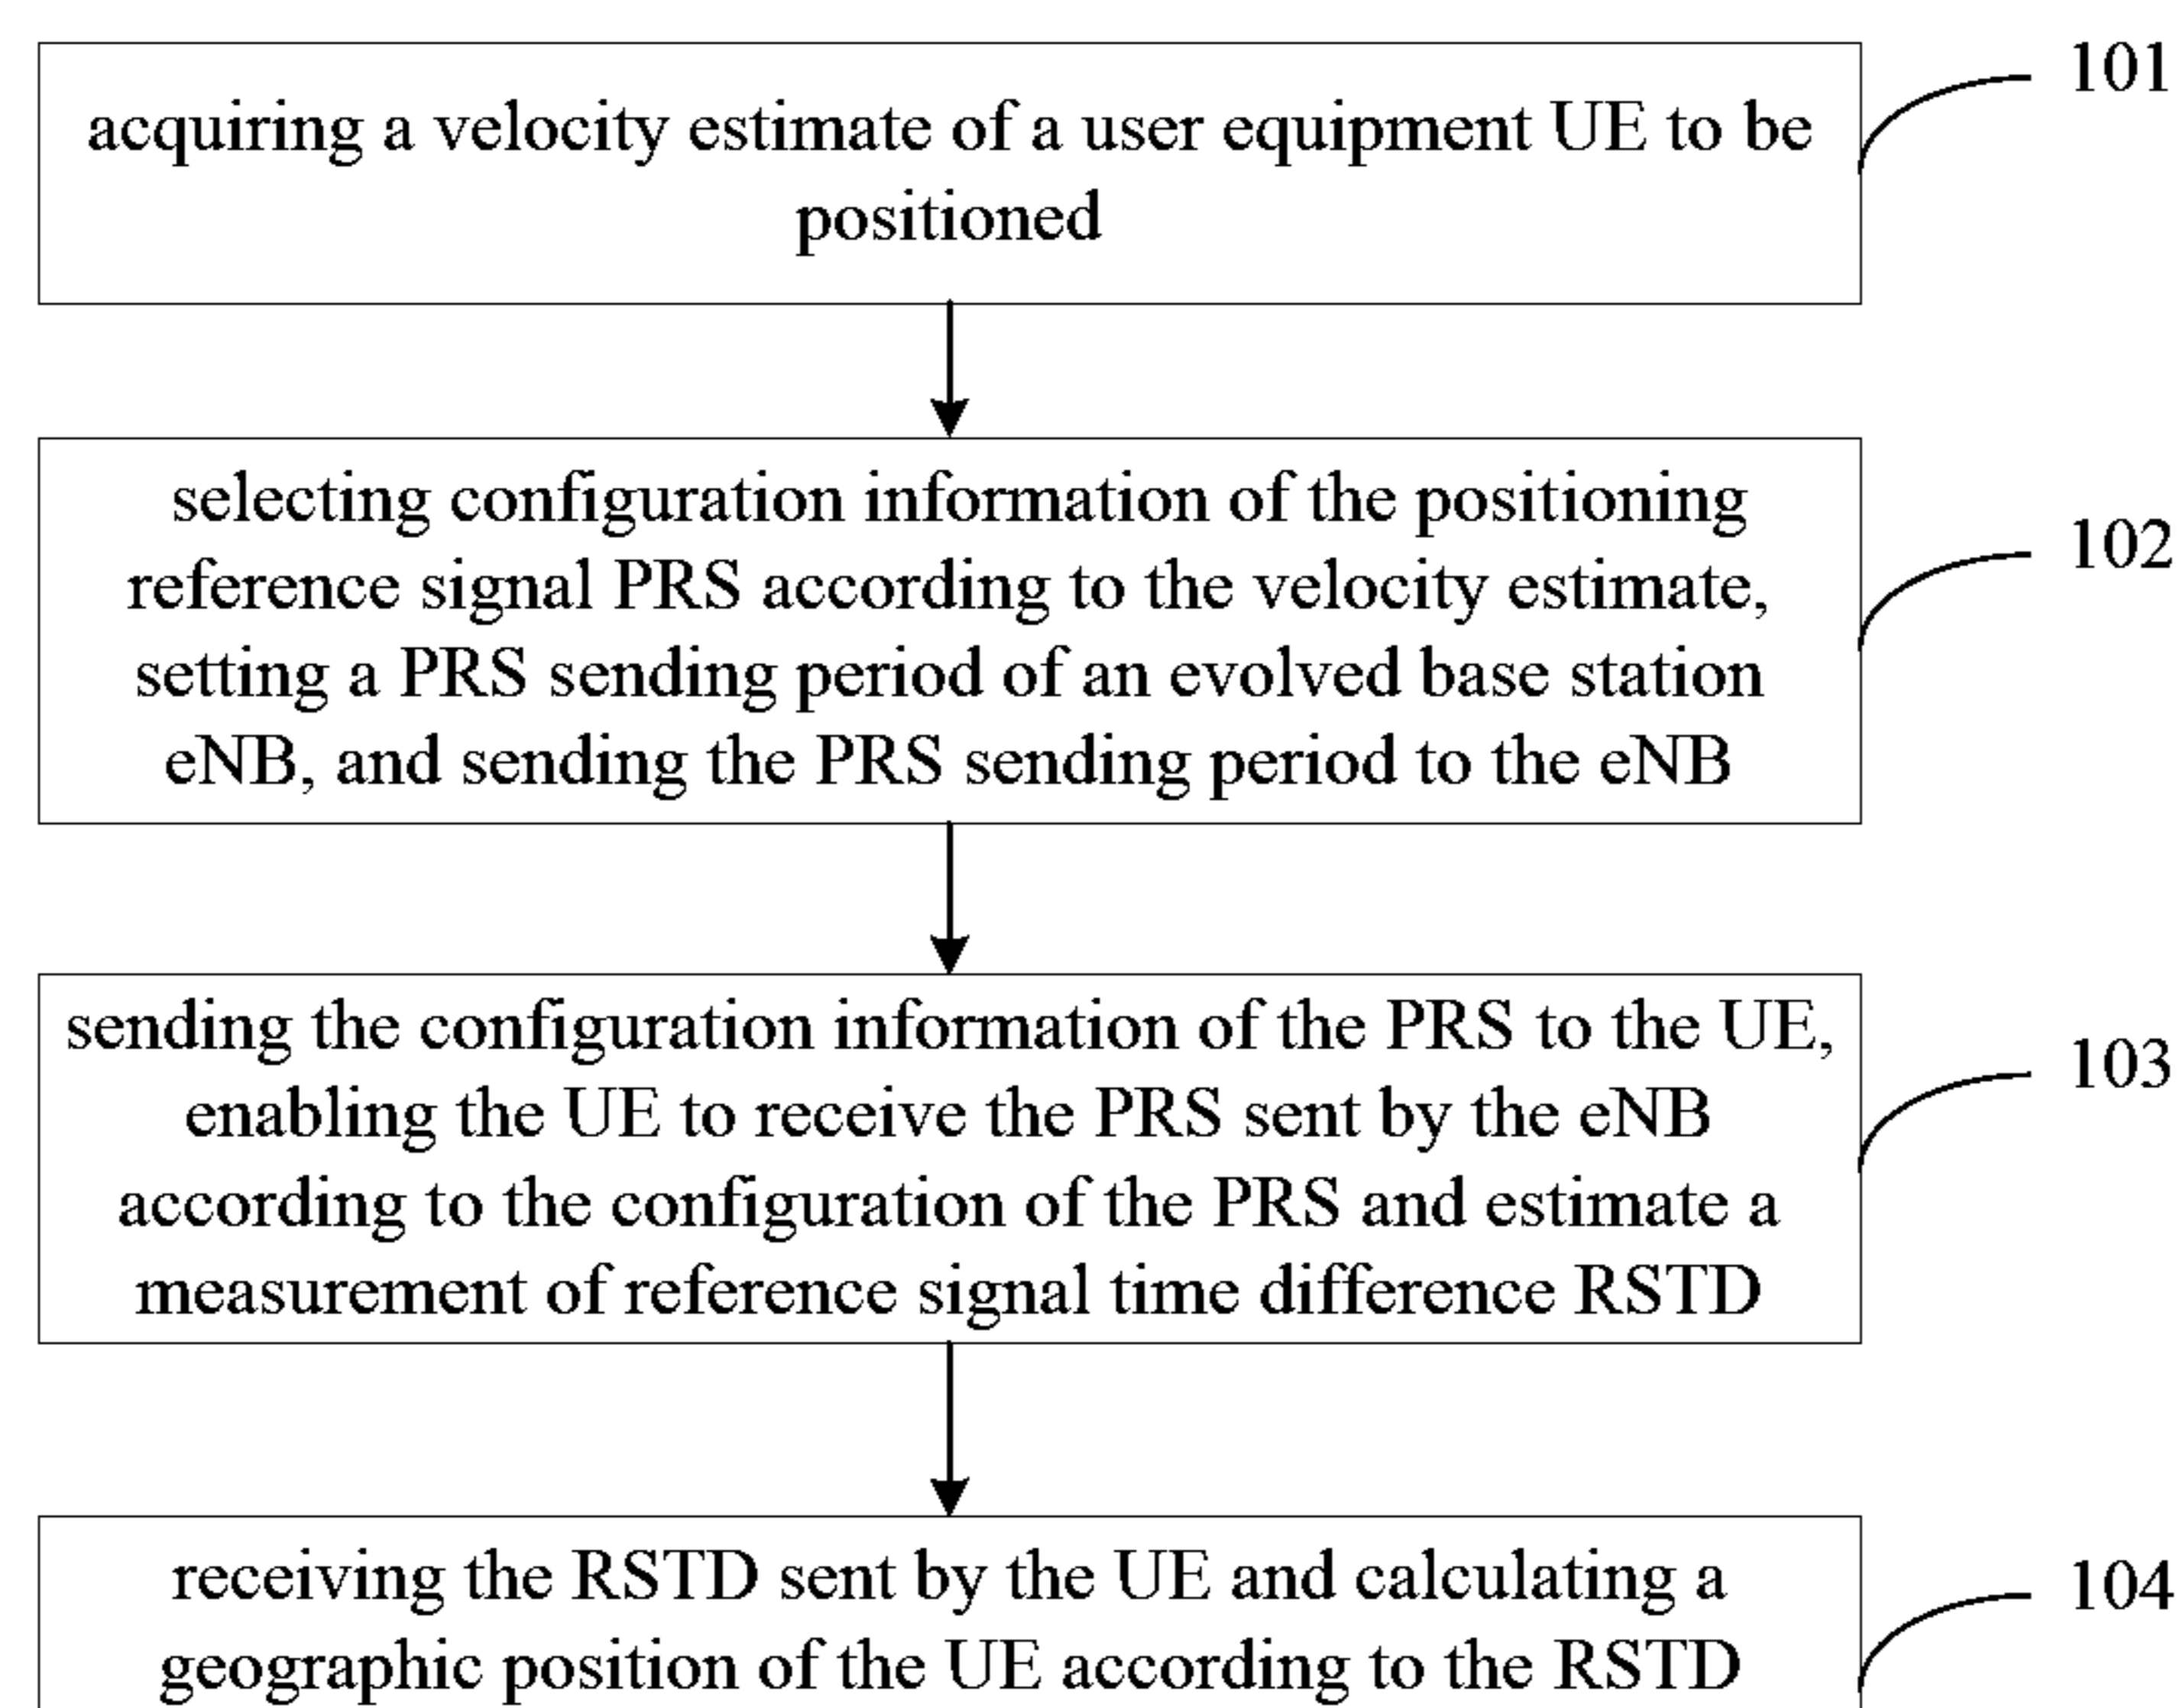 101
acquiring a velocity estimate of a user equipment UE to be
positioned
selecting configuration information of the positioning
reference signal PRS according to the velocity estimate,
setting a PRS sending period of an evolved base station
eNB, and sending the PRS sending period to the eNB
102
sending the configuration information of the PRS to the UE,
enabling the UE to receive the PRS sent by the eNB
according to the configuration of the PRS and estimate a
measurement of reference signal time difference RSTD
103
receiving the RSTD sent by the UE and calculating a
geographic position of the UE according to the RSTD
104